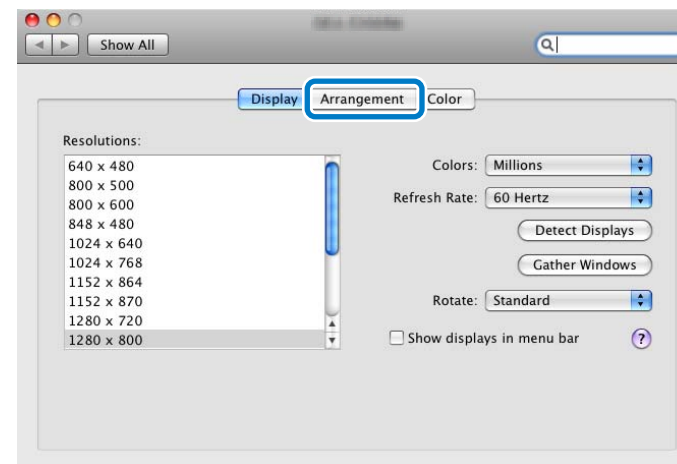 Show All
Display Arrangement Color
Resolutions:
640 x 480
800 x 500
800 x 600
848 x 480
1024 x 640
1024 x 768
1152 x 864
1152 x 870
1280 x 720
1280 x 800
Colors: Millions
Refresh Rate: 60 Hertz
Detect Displays
Gather Windows
Rotate: Standard
Show displays in menu bar ?